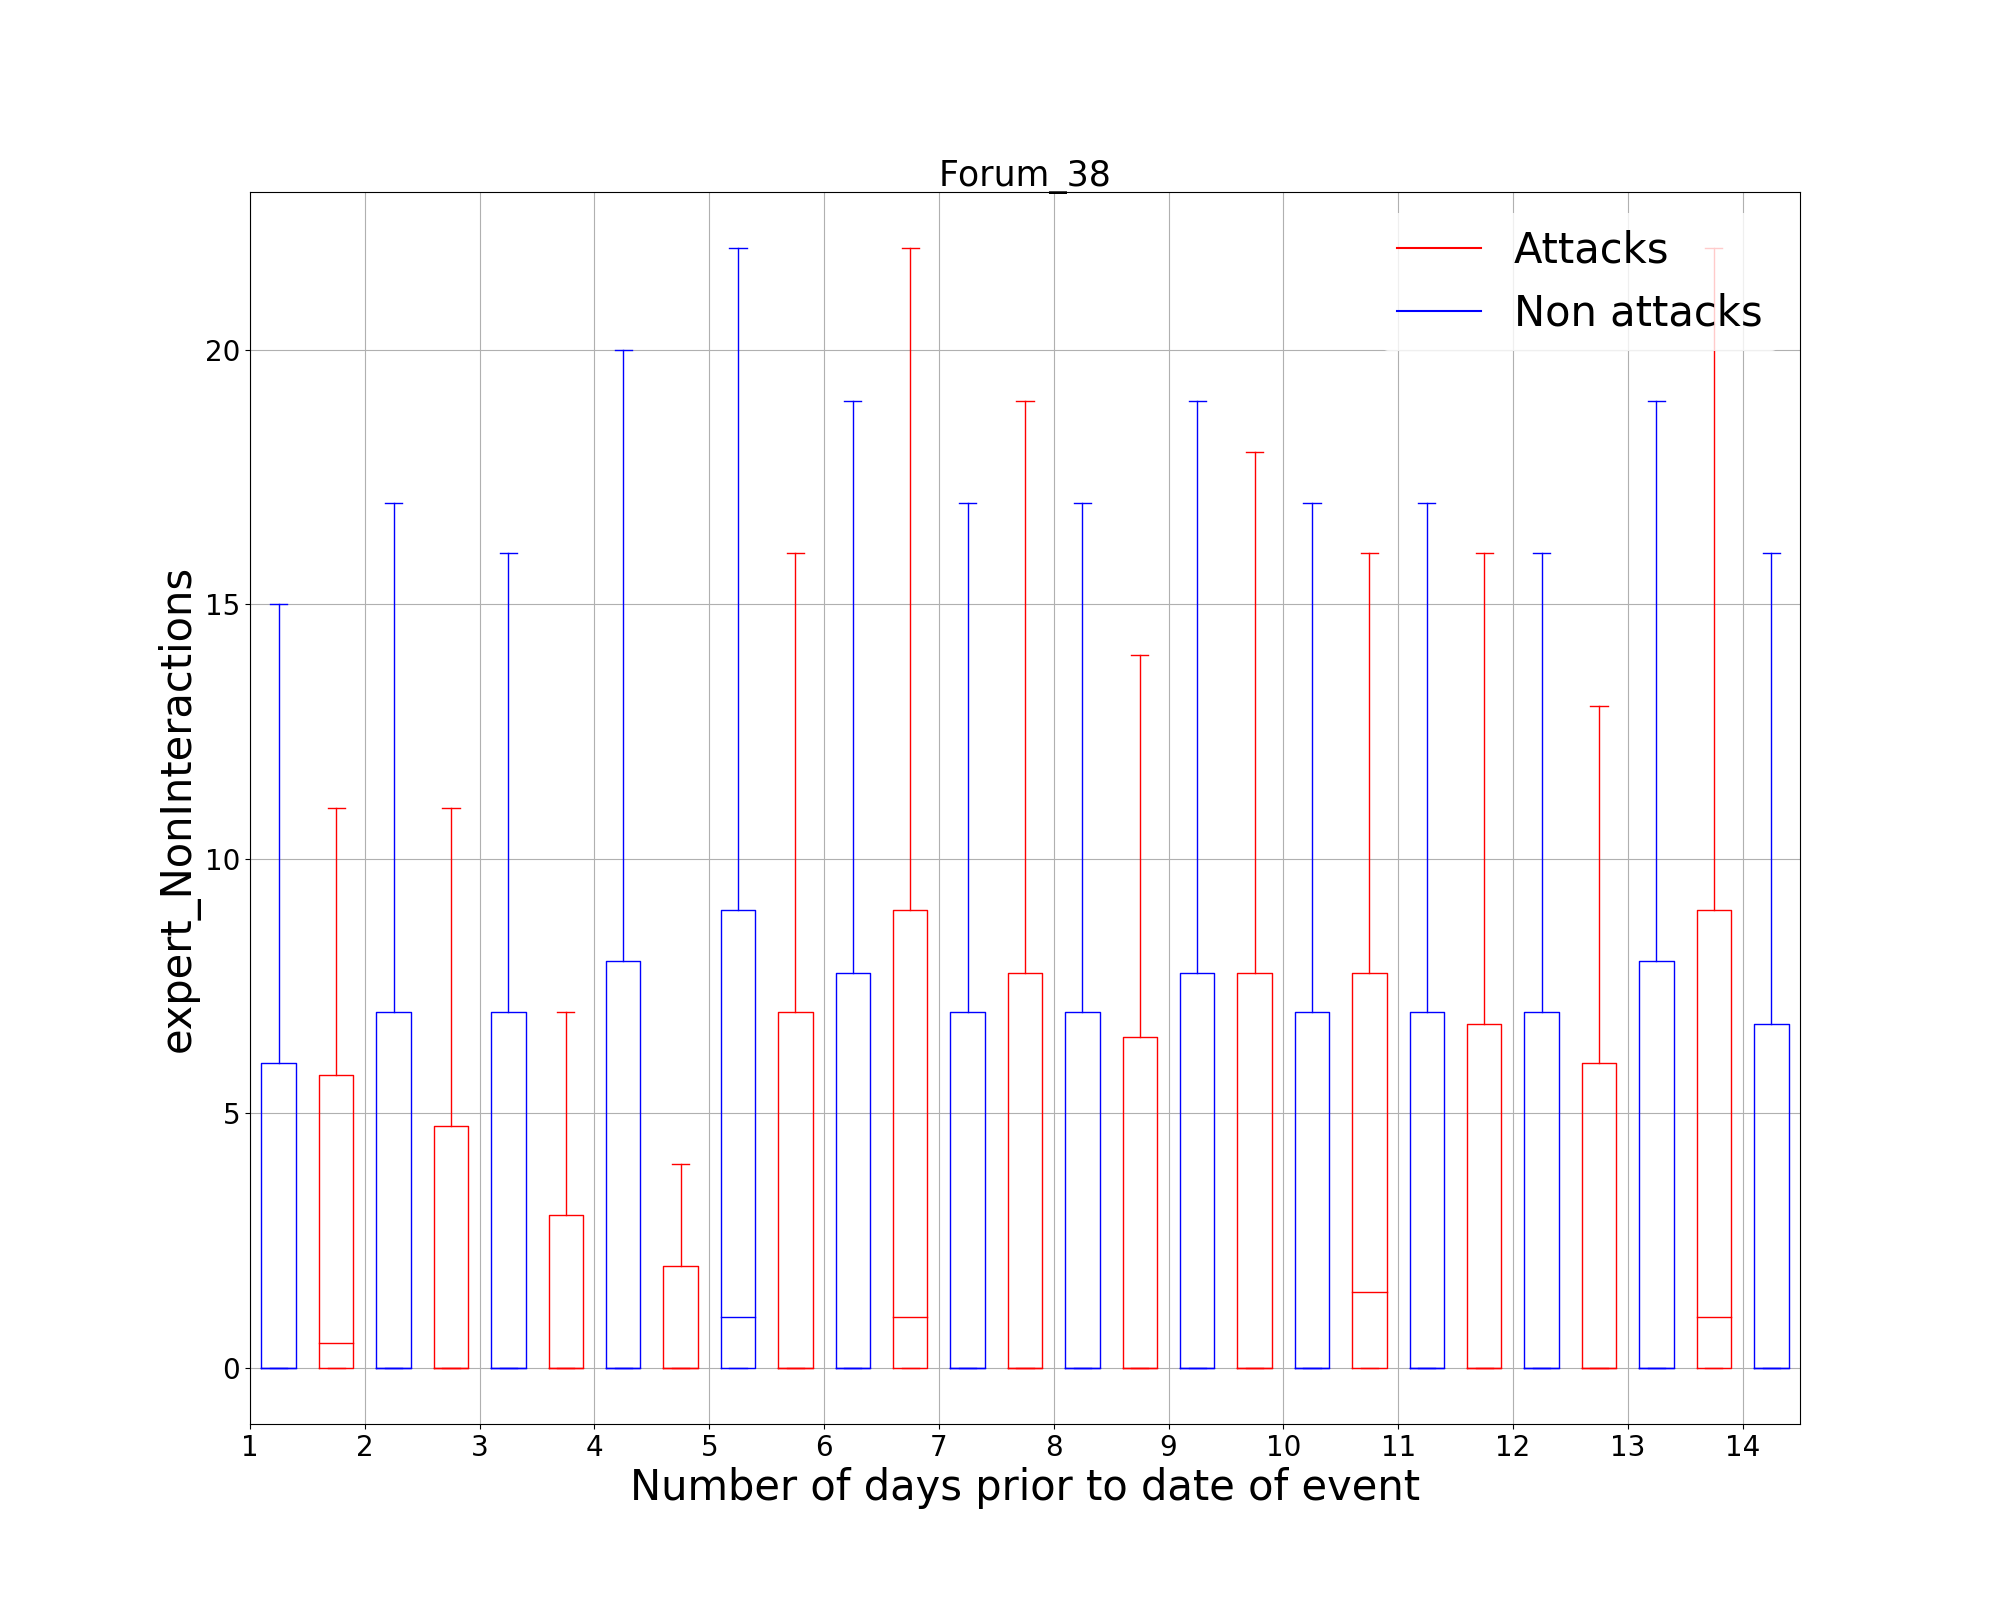 Forum_38
Attacks
Non attacks
expert_NonInteractions
20
15
10
5
0
1 2 3 4 5 6 7 8 9 10 11 12 13 14
Number of days prior to date of event